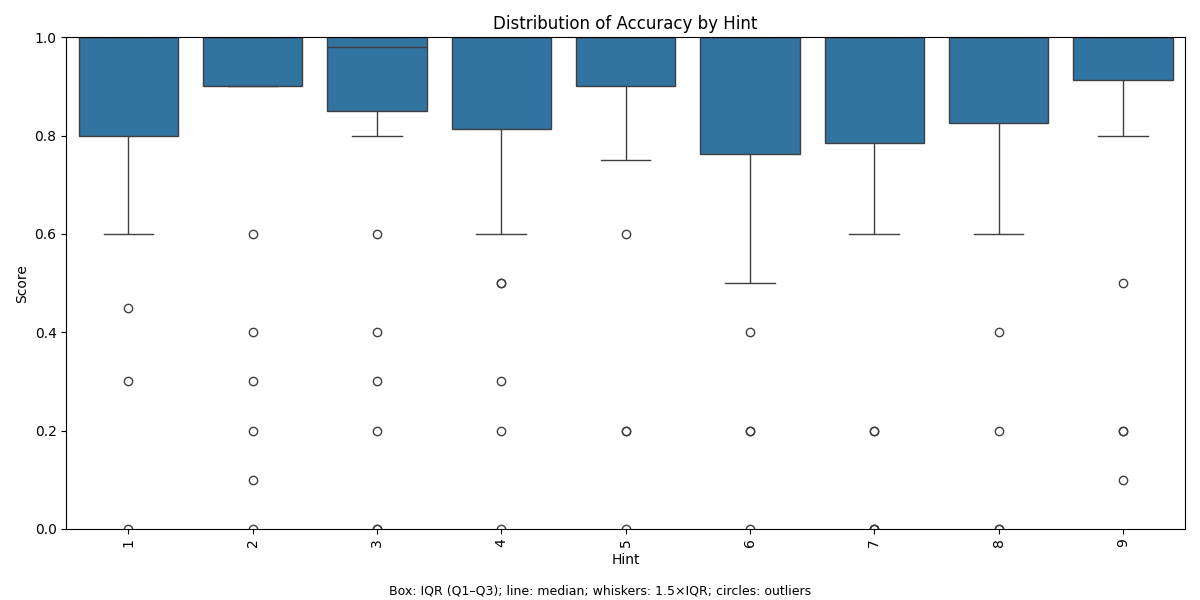 Distribution of Accuracy by Hint
1.0
0.8
0.6
0.4
0.2
0.0
Score
1 2 3 4 5 6 7 8 9
Hint
Box: IQR (Q1–Q3); line: median; whiskers: 1.5×IQR; circles: outliers